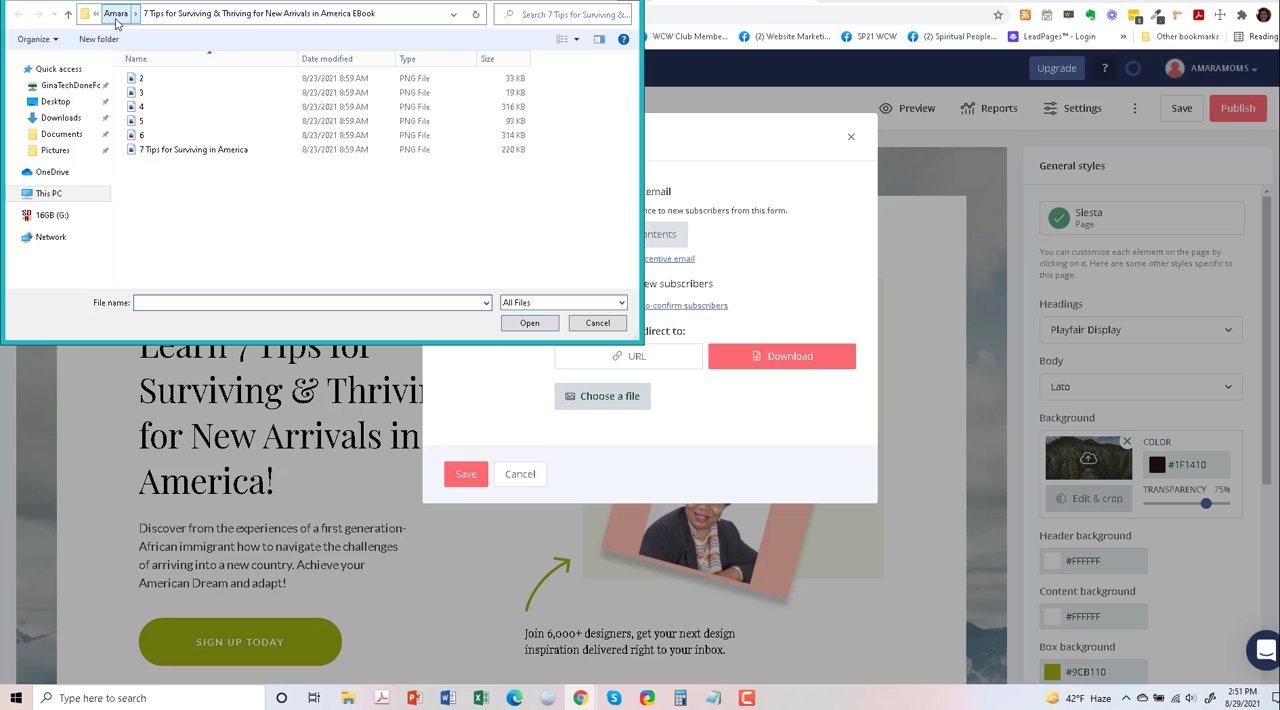 « Amara › 7 Tips for Surviving & Thriving for New Arrivals in America EBook
Search 7 Tips for Surviving &...
WCW Club Membe...
(2) Website Marketi...
SP21 WCW
(2) Spiritual People...
LeadPages™ - Login
»
Other bookmarks
Reading
Organize
New folder
Name
Date modified
Type
Size
Quick access
GinaTechDoneFc
Desktop
Downloads
Documents
Pictures
OneDrive
This PC
16GB (G:)
Network
2 8/23/2021 8:59 AM PNG File 33 KB
3 8/23/2021 8:59 AM PNG File 19 KB
4 8/23/2021 8:59 AM PNG File 316 KB
5 8/23/2021 8:59 AM PNG File 93 KB
6 8/23/2021 8:59 AM PNG File 314 KB
7 Tips for Surviving in America 8/23/2021 8:59 AM PNG File 220 KB
File name:
All Files
Open
Cancel
Upgrade
?
AMARAMOMS
Preview
Reports
Settings
Save
Publish
email
to new subscribers from this form.
ontents
centive email
w subscribers
to-confirm subscribers
direct to:
URL
Download
Choose a file
Save
Cancel
Learn 7 Tips for
Surviving & Thrivi
for New Arrivals in
America!
Discover from the experiences of a first generation-
African immigrant how to navigate the challenges
of arriving into a new country. Achieve your
American Dream and adapt!
SIGN UP TODAY
Join 6,000+ designers, get your next design
inspiration delivered right to your inbox.
General styles
Siesta
Page
You can customize each element on the page by
clicking on it. Here are some other styles specific to
this page.
Headings
Playfair Display
Body
Lato
Background
COLOR
#1F1410
TRANSPARENCY 75%
Edit & crop
Header background
#FFFFFF
Content background
#FFFFFF
Box background
#9CB110
Type here to search
42°F Haze
2:51 PM
8/29/2021